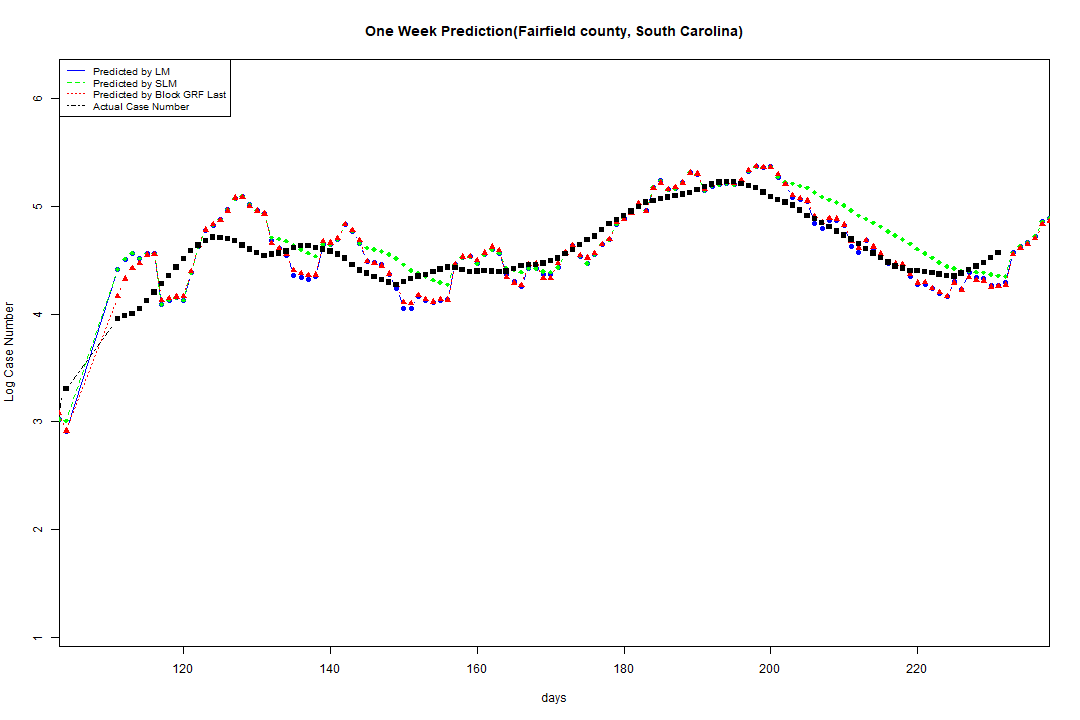 One Week Prediction(Fairfield county, South Carolina)
Predicted by LM
Predicted by SLM
Predicted by Block GRF Last
Actual Case Number
6
5
4
3
2
1
Log Case Number
120 140 160 180 200 220
days